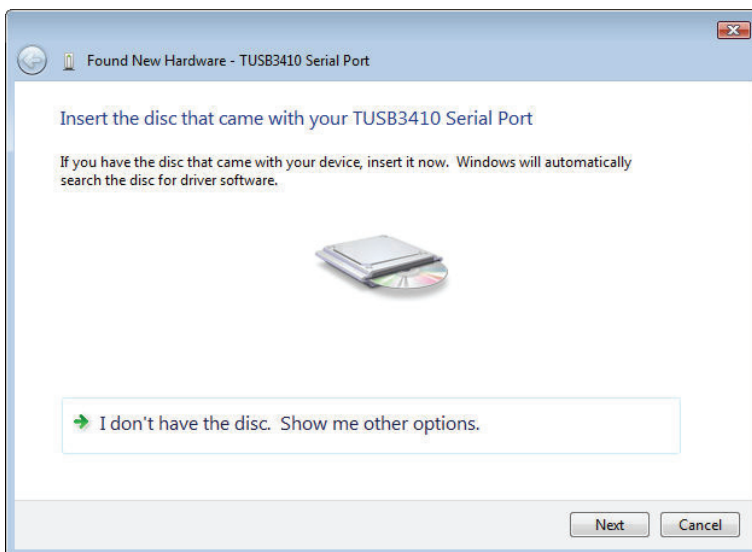 Found New Hardware - TUSB3410 Serial Port
Insert the disc that came with your TUSB3410 Serial Port
If you have the disc that came with your device, insert it now.  Windows will automatically
search the disc for driver software.
I don't have the disc.  Show me other options.
Next Cancel